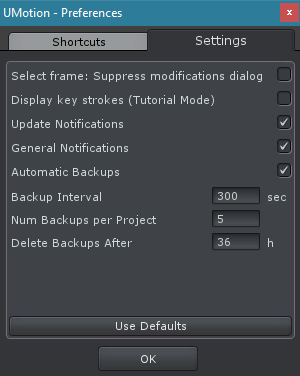 UMotion - Preferences
x
Shortcuts Settings
Select frame: Suppress modifications dialog
Display key strokes (Tutorial Mode)
Update Notifications
General Notifications
Automatic Backups
Backup Interval 300 sec
Num Backups per Project 5
Delete Backups After 36 h
Use Defaults
OK